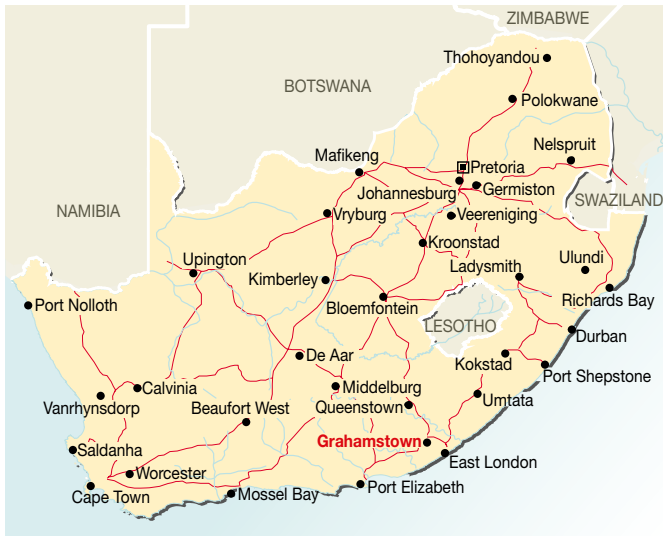 ZIMBABWE
Thohoyandou
BOTSWANA
Polokwane
Nelspruit
Mafikeng
Pretoria
Johannesburg
Germiston
SWAZILAND
NAMIBIA
Vryburg
Veereniging
Kroonstad
Upington
Ladysmith
Ulundi
Kimberley
Richards Bay
Port Nolloth
Bloemfontein
LESOTHO
Durban
De Aar
Kokstad
Port Shepstone
Calvinia
Middelburg
Vanrhynsdorp
Beaufort West
Queenstown
Umtata
Grahamstown
Saldanha
East London
Worcester
Cape Town
Mossel Bay
Port Elizabeth